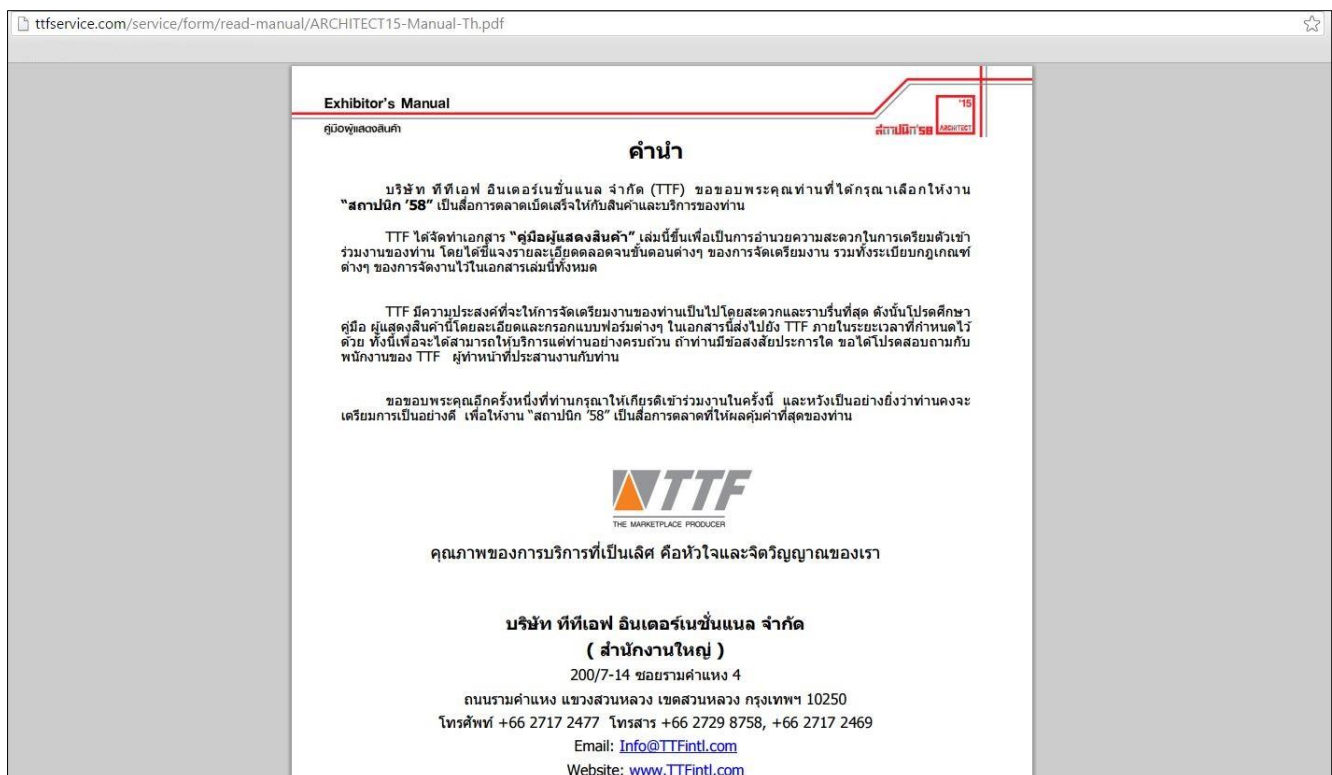 ttfservice.com/service/form/read-manual/ARCHITECT15-Manual-Th.pdf
Exhibitor's Manual
'15
คู่มือผู้แสดงสินค้า
สถาปนิก'58 ARCHITECT
คำนำ
บริษัท ทีทีเอฟ อินเตอร์เนชั่นแนล จำกัด (TTF) ขอขอบพระคุณท่านที่ได้กรุณาเลือกให้งาน
"สถาปนิก '58" เป็นสื่อการตลาดเบ็ดเสร็จให้กับสินค้าและบริการของท่าน
TTF ได้จัดทำเอกสาร "คู่มือผู้แสดงสินค้า" เล่มนี้ขึ้นเพื่อเป็นการอำนวยความสะดวกในการเตรียมตัวเข้า
ร่วมงานของท่าน โดยได้ชี้แจงรายละเอียดตลอดจนขั้นตอนต่างๆ ของการจัดเตรียมงาน รวมทั้งระเบียบกฎเกณฑ์
ต่างๆ ของการจัดงานไว้ในเอกสารเล่มนี้ทั้งหมด
TTF มีความประสงค์ที่จะให้การจัดเตรียมงานของท่านเป็นไปโดยสะดวกและราบรื่นที่สุด ดังนั้นโปรดศึกษา
คู่มือ ผู้แสดงสินค้านี้โดยละเอียดและกรอกแบบฟอร์มต่างๆ ในเอกสารนี้ส่งไปยัง TTF ภายในระยะเวลาที่กำหนดไว้
ด้วย ทั้งนี้เพื่อจะได้สามารถให้บริการแด่ท่านอย่างครบถ้วน ถ้าท่านมีข้อสงสัยประการใด ขอได้โปรดสอบถามกับ
พนักงานของ TTF ผู้ทำหน้าที่ประสานงานกับท่าน
ขอขอบพระคุณอีกครั้งหนึ่งที่ท่านกรุณาให้เกียรติเข้าร่วมงานในครั้งนี้ และหวังเป็นอย่างยิ่งว่าท่านคงจะ
เตรียมการเป็นอย่างดี เพื่อให้งาน "สถาปนิก '58" เป็นสื่อการตลาดที่ให้ผลคุ้มค่าที่สุดของท่าน
TTF
THE MARKETPLACE PRODUCER
คุณภาพของการบริการที่เป็นเลิศ คือหัวใจและจิตวิญญาณของเรา
บริษัท ทีทีเอฟ อินเตอร์เนชั่นแนล จำกัด
( สำนักงานใหญ่ )
200/7-14 ซอยรามคำแหง 4
ถนนรามคำแหง แขวงสวนหลวง เขตสวนหลวง กรุงเทพฯ 10250
โทรศัพท์ +66 2717 2477 โทรสาร +66 2729 8758, +66 2717 2469
Email: Info@TTFintl.com
Website: www.TTFintl.com